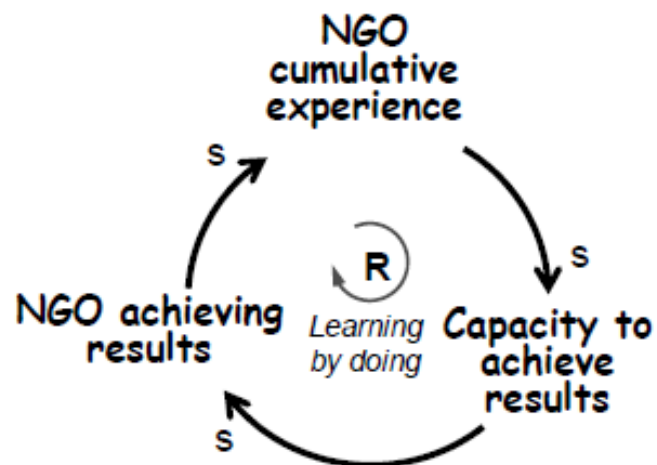 NGO
cumulative
experience
S
S
R
NGO achieving
results
Learning
by doing
Capacity to
achieve
results
S